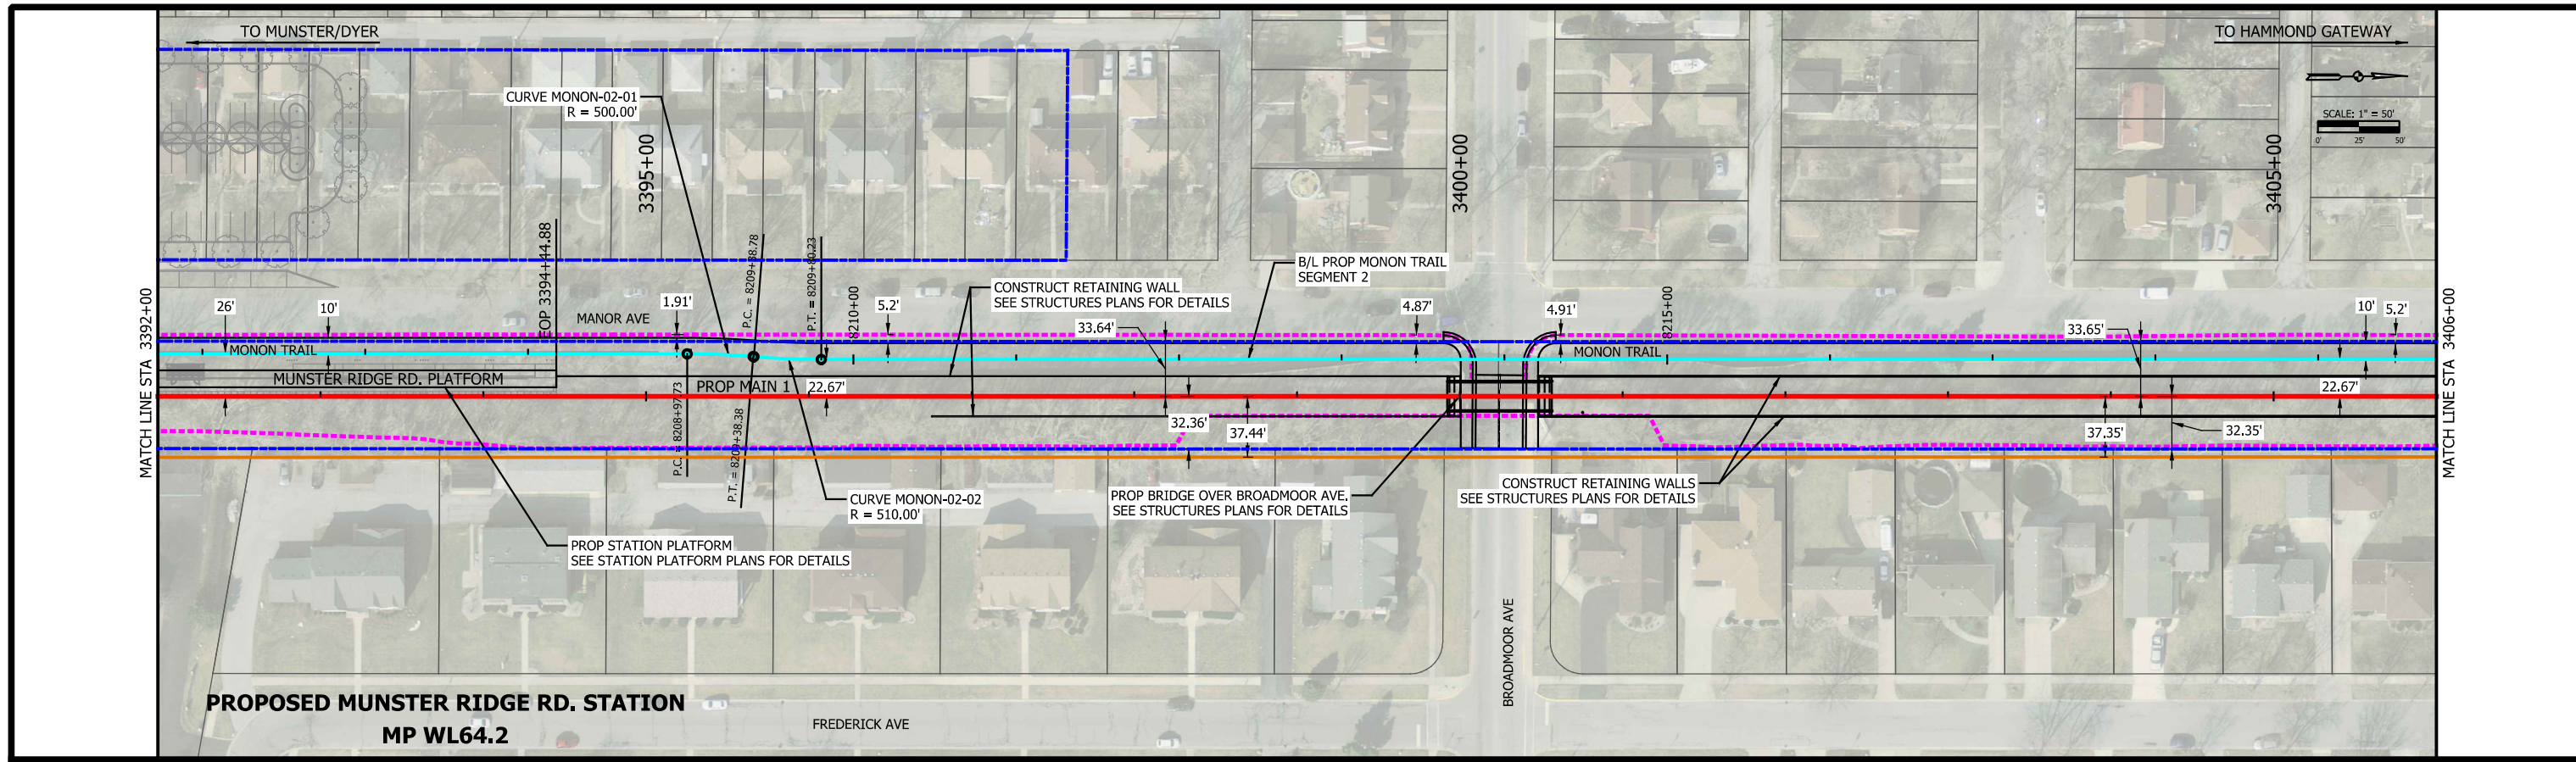 TO MUNSTER/DYER
TO HAMMOND GATEWAY
SCALE: 1" = 50'
0' 25' 50'
CURVE MONON-02-01
R = 500.00'
3395+00
3400+00
3405+00
EOP 3394+44.88
P.C. = 8209+38.78
P.T. = 8209+80.23
8210+00
8215+00
B/L PROP MONON TRAIL
SEGMENT 2
CONSTRUCT RETAINING WALL
SEE STRUCTURES PLANS FOR DETAILS
MATCH LINE STA 3392+00
MATCH LINE STA 3406+00
26'
10'
1.91'
5.2'
4.87'
4.91'
10'
5.2'
MANOR AVE
33.64'
33.65'
MONON TRAIL
MONON TRAIL
MUNSTER RIDGE RD. PLATFORM
PROP MAIN 1
22.67'
22.67'
P.C. = 8208+97.73
P.T. = 8209+38.38
32.36'
37.44'
37.35'
32.35'
CURVE MONON-02-02
R = 510.00'
PROP BRIDGE OVER BROADMOOR AVE.
SEE STRUCTURES PLANS FOR DETAILS
CONSTRUCT RETAINING WALLS
SEE STRUCTURES PLANS FOR DETAILS
PROP STATION PLATFORM
SEE STATION PLATFORM PLANS FOR DETAILS
BROADMOOR AVE
PROPOSED MUNSTER RIDGE RD. STATION
MP WL64.2
FREDERICK AVE